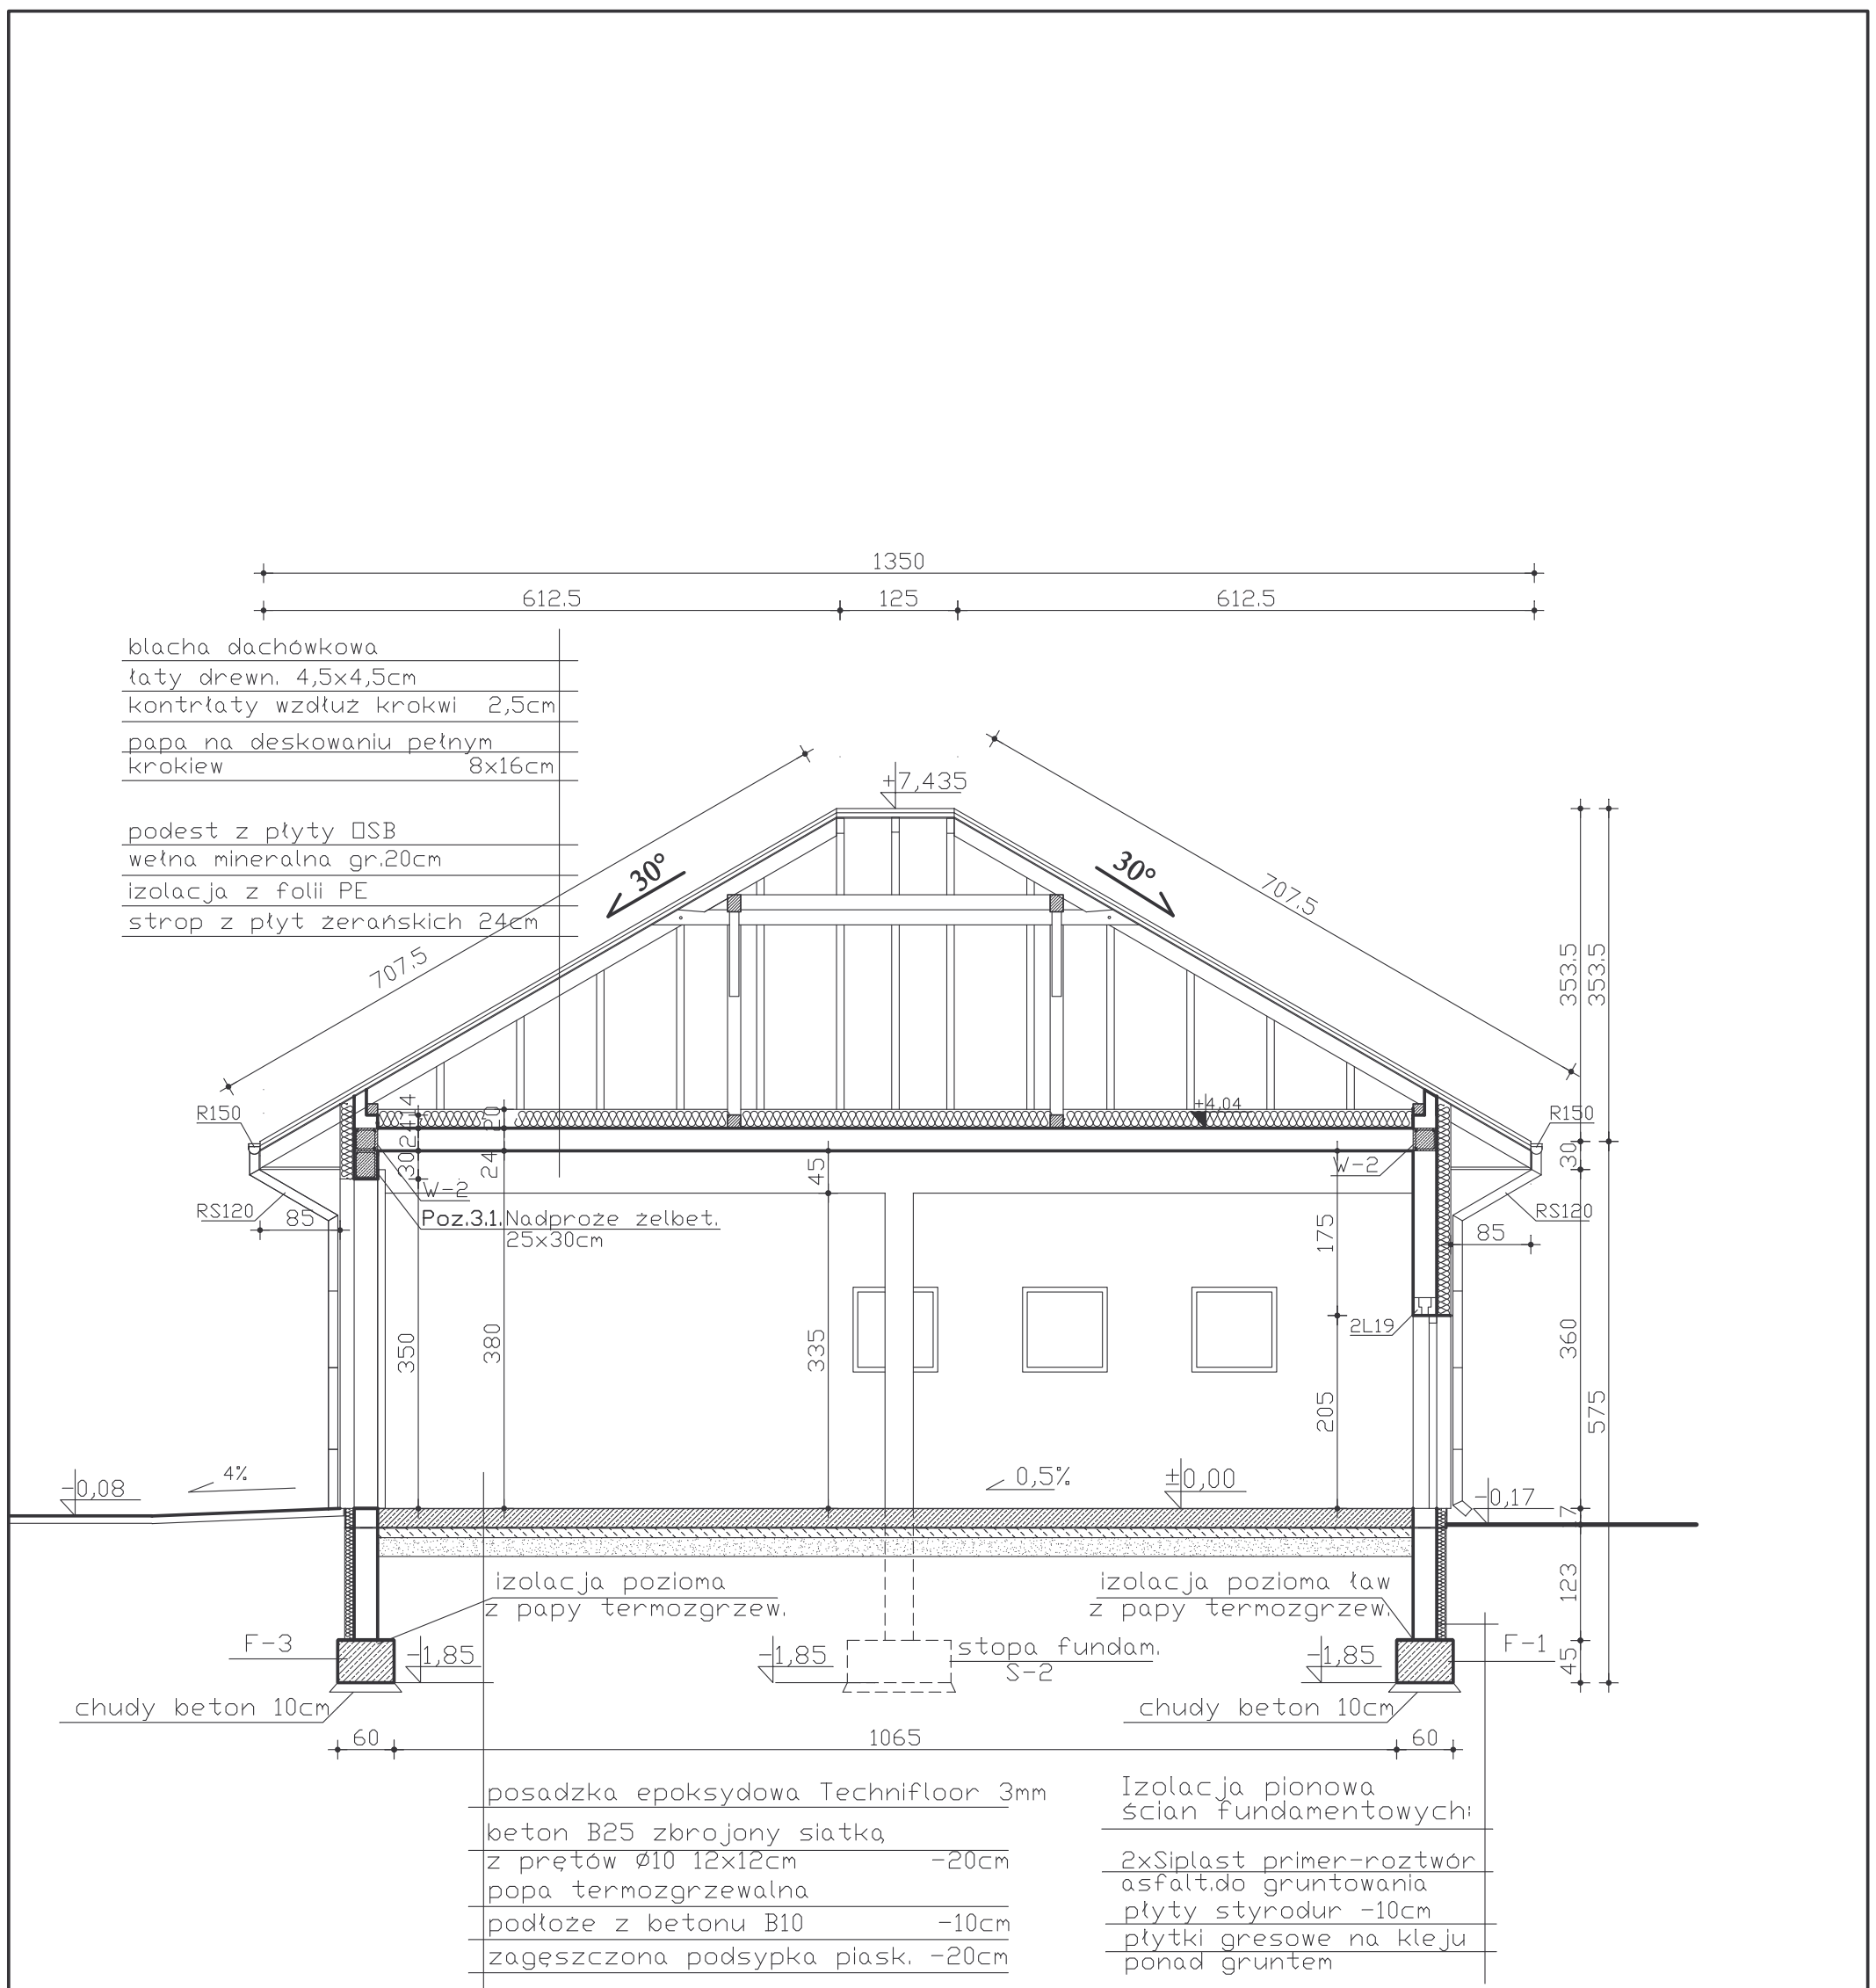 1350
612.5 125 612.5
blacha dachówkowa
łaty drewn. 4,5x4,5cm
kontrłaty wzdłuż krokwi 2,5cm
papa na deskowaniu pełnym
krokiew 8x16cm
podest z płyty OSB
wełna mineralna gr.20cm
izolacja z folii PE
strop z płyt żerańskich 24cm
+7,435
30°
30°
707.5
707.5
353.5
353.5
R150
+4,04
R150
14
24
30
20
24
45
30
W-2
W-2
RS120
85
Poz.3.1. Nadproże żelbet.
25x30cm
RS120
85
175
2L19
350
380
335
205
360
575
-0,08
4%
0,5%
±0,00
-0,17
7
izolacja pozioma
z papy termozgrzew.
izolacja pozioma ław
z papy termozgrzew.
123
F-3
-1,85
-1,85
stopa fundam.
S-2
-1,85
F-1
45
chudy beton 10cm
chudy beton 10cm
60 1065 60
posadzka epoksydowa Technifloor 3mm
beton B25 zbrojony siatką
z prętów Ø10 12x12cm -20cm
popa termozgrzewalna
podłoże z betonu B10 -10cm
zagęszczona podsypka piask. -20cm
Izolacja pionowa
ścian fundamentowych:
2xSiplast primer-roztwór
asfalt.do gruntowania
płyty styrodur -10cm
płytki gresowe na kleju
ponad gruntem